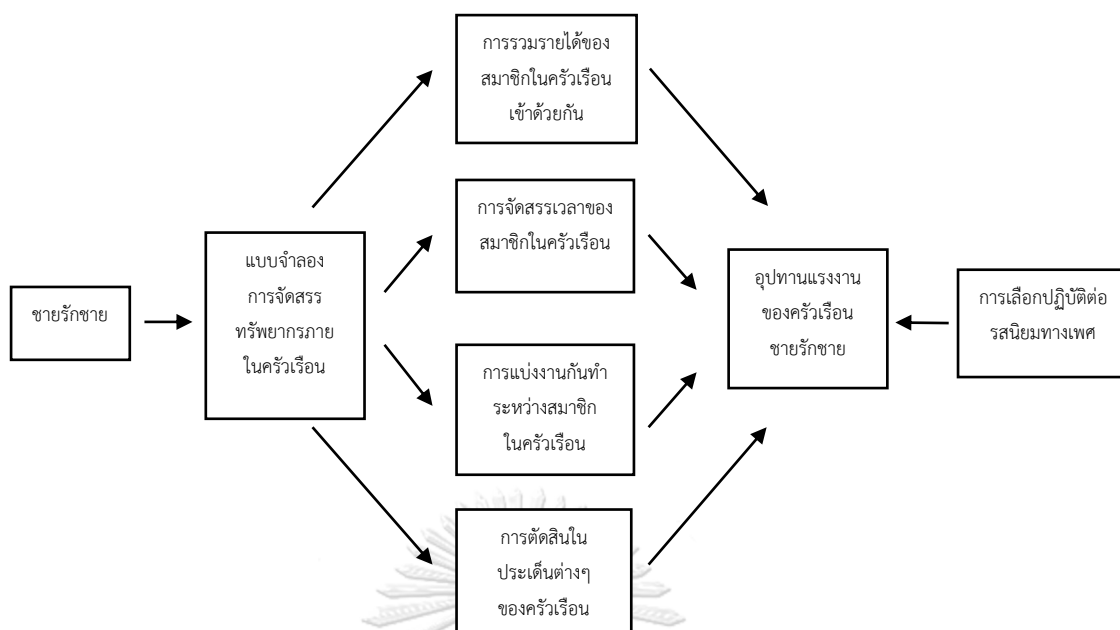 การรวมรายได้ของ
สมาชิกในครัวเรือน
เข้าด้วยกัน
การจัดสรรเวลาของ
สมาชิกในครัวเรือน
แบบจำลอง
การจัดสรร
ทรัพยากรภาย
ในครัวเรือน
ชายรักชาย
อุปทานแรงงาน
ของครัวเรือน
ชายรักชาย
การเลือกปฏิบัติต่อ
รสนิยมทางเพศ
การแบ่งงานกันทำ
ระหว่างสมาชิก
ในครัวเรือน
การตัดสินใน
ประเด็นต่างๆ
ของครัวเรือน